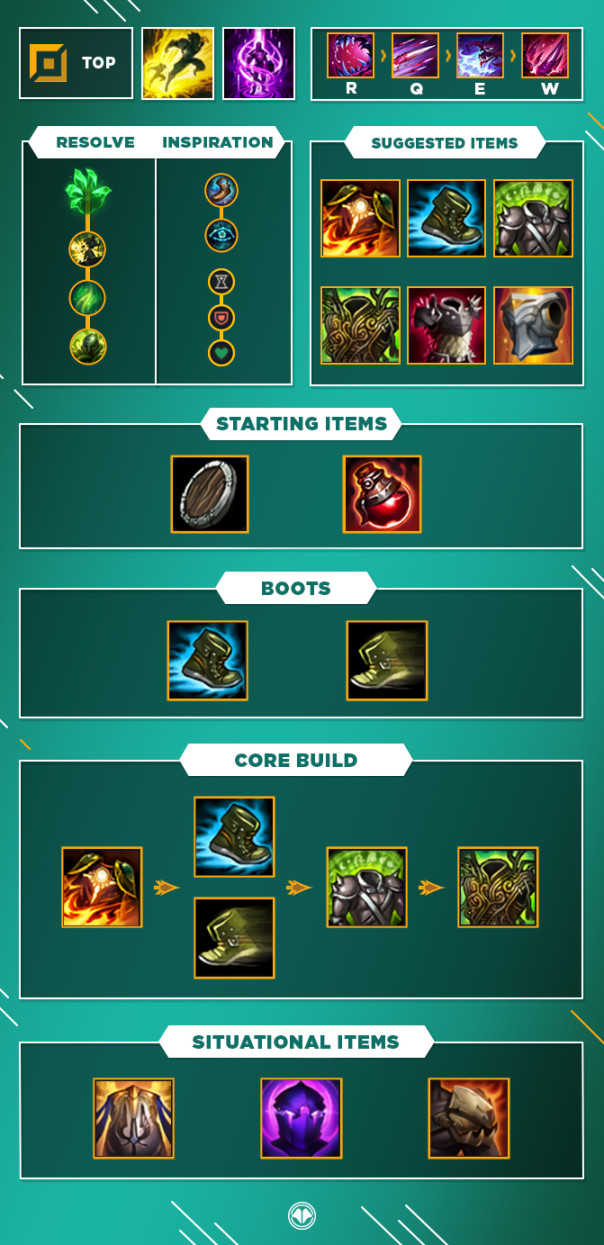 TOP
R
Q
E
W
RESOLVE
INSPIRATION
SUGGESTED ITEMS
STARTING ITEMS
BOOTS
CORE BUILD
SITUATIONAL ITEMS